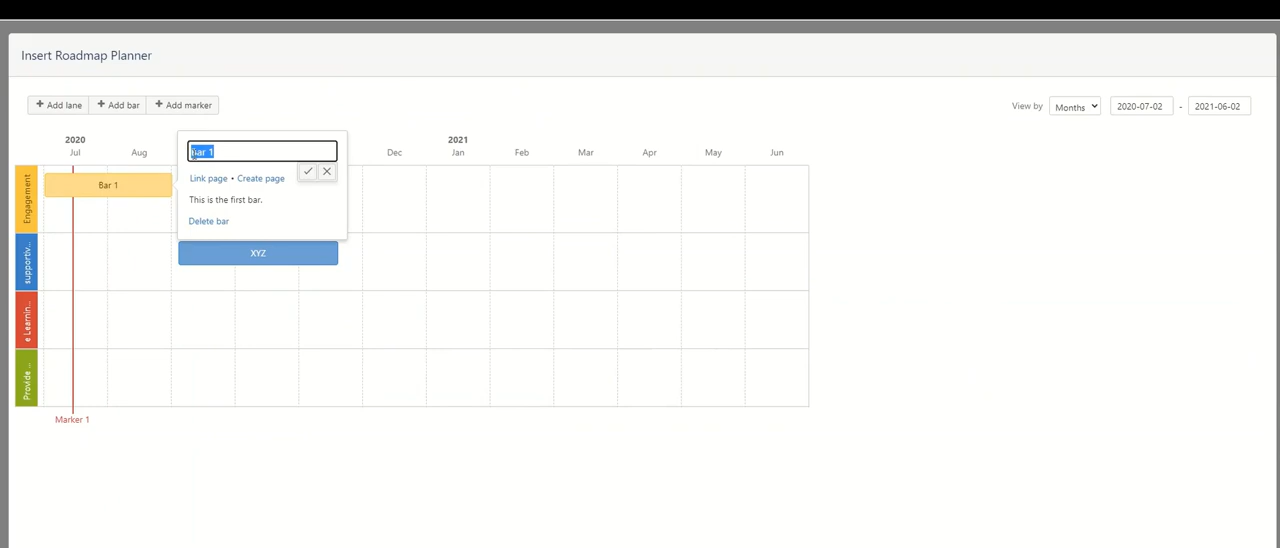 Insert Roadmap Planner
+ Add lane + Add bar + Add marker
View by Months 2020-07-02 - 2021-06-02
2020 2021
Jul Aug Dec Jan Feb Mar Apr May Jun
Bar 1
Link page • Create page
This is the first bar.
Delete bar
Engagement
Bar 1
supportiv...
XYZ
e Learnin...
Provide ...
Marker 1